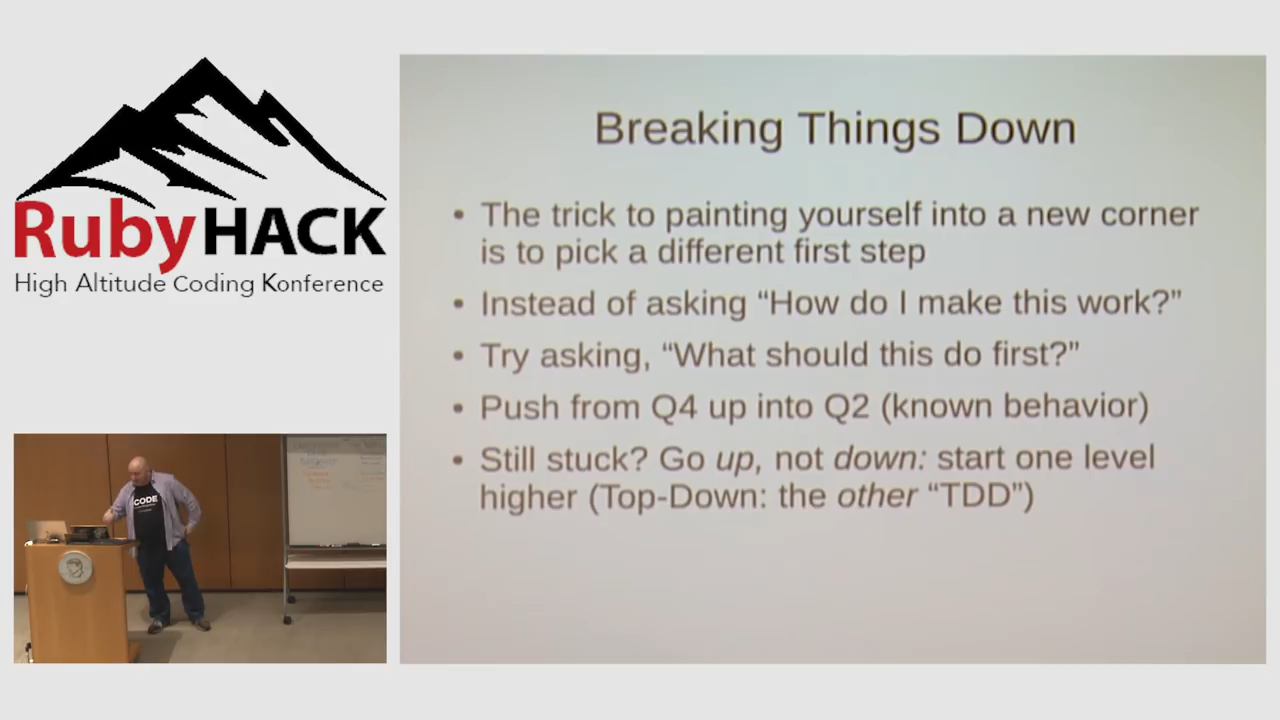 RubyHACK
High Altitude Coding Konference
Breaking Things Down
• The trick to painting yourself into a new corner
is to pick a different first step
• Instead of asking “How do I make this work?”
• Try asking, “What should this do first?”
• Push from Q4 up into Q2 (known behavior)
• Still stuck? Go up, not down: start one level
higher (Top-Down: the other “TDD”)
CODE